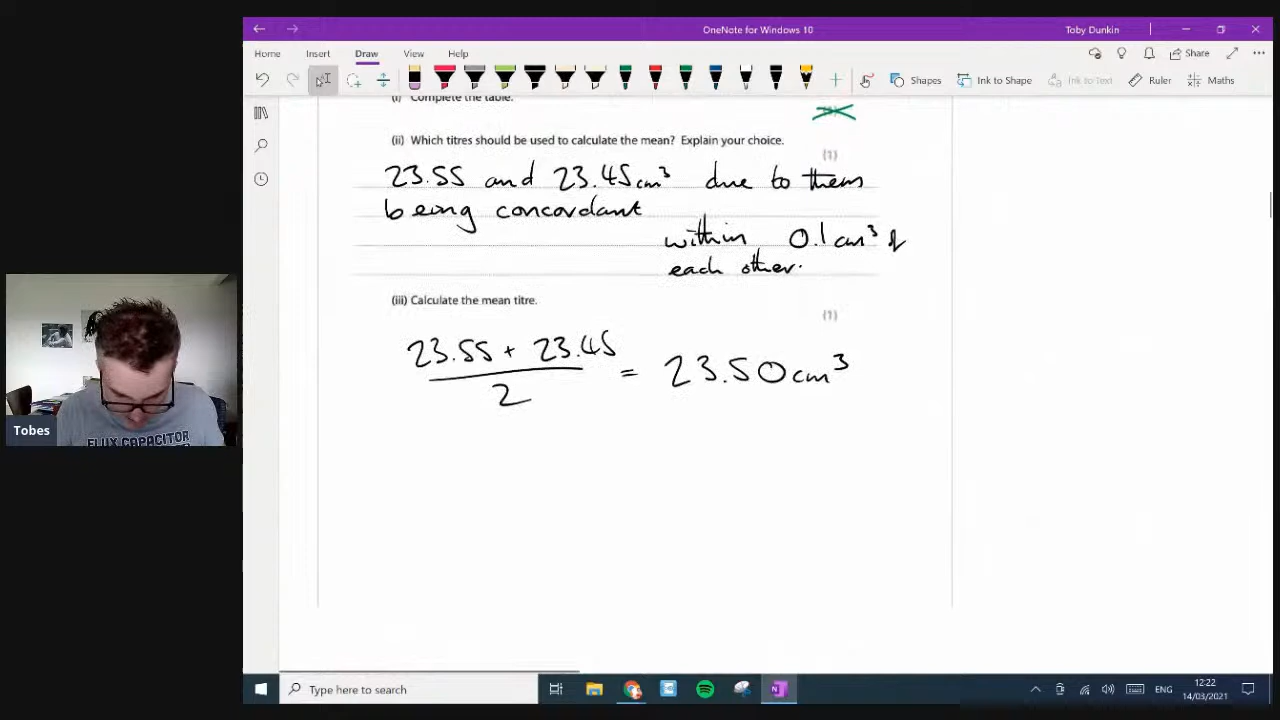 OneNote for Windows 10
Toby Dunkin
Home Insert Draw View Help
Share
Shapes Ink to Shape Ink to Text Ruler Maths
(i) Complete the table.
(ii) Which titres should be used to calculate the mean? Explain your choice.
(1)
23.55 and 23.45cm³ due to them
being concordant
within 0.1cm³ of
each other.
(iii) Calculate the mean titre.
(1)
23.55 + 23.45
2
= 23.50cm³
Tobes
FLUX CAPACITOR
Type here to search
ENG
12:22
14/03/2021